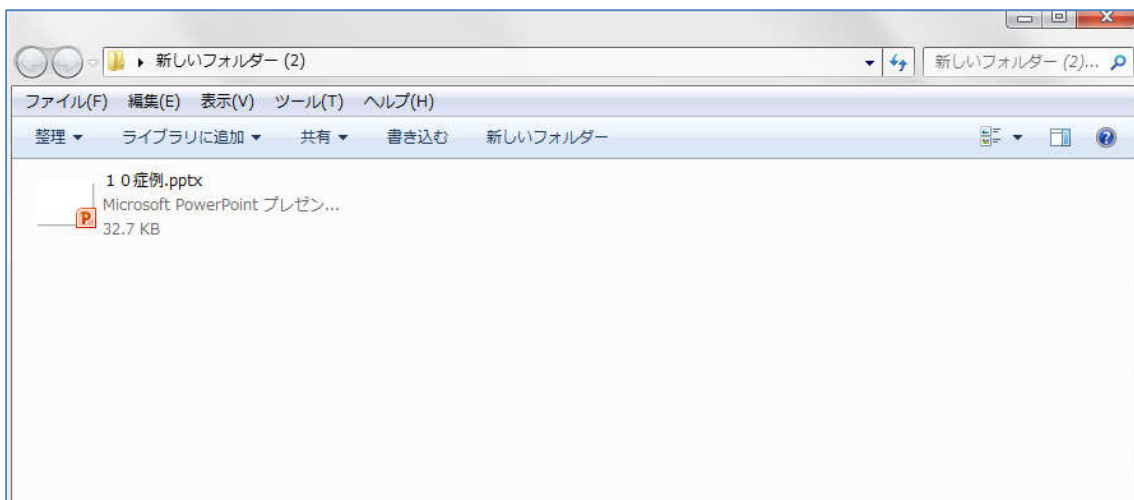 新しいフォルダー (2)
新しいフォルダー (2)...
ファイル(F) 編集(E) 表示(V) ツール(T) ヘルプ(H)
整理 ライブラリに追加 共有 書き込む 新しいフォルダー
１０症例.pptx
Microsoft PowerPoint プレゼン...
32.7 KB